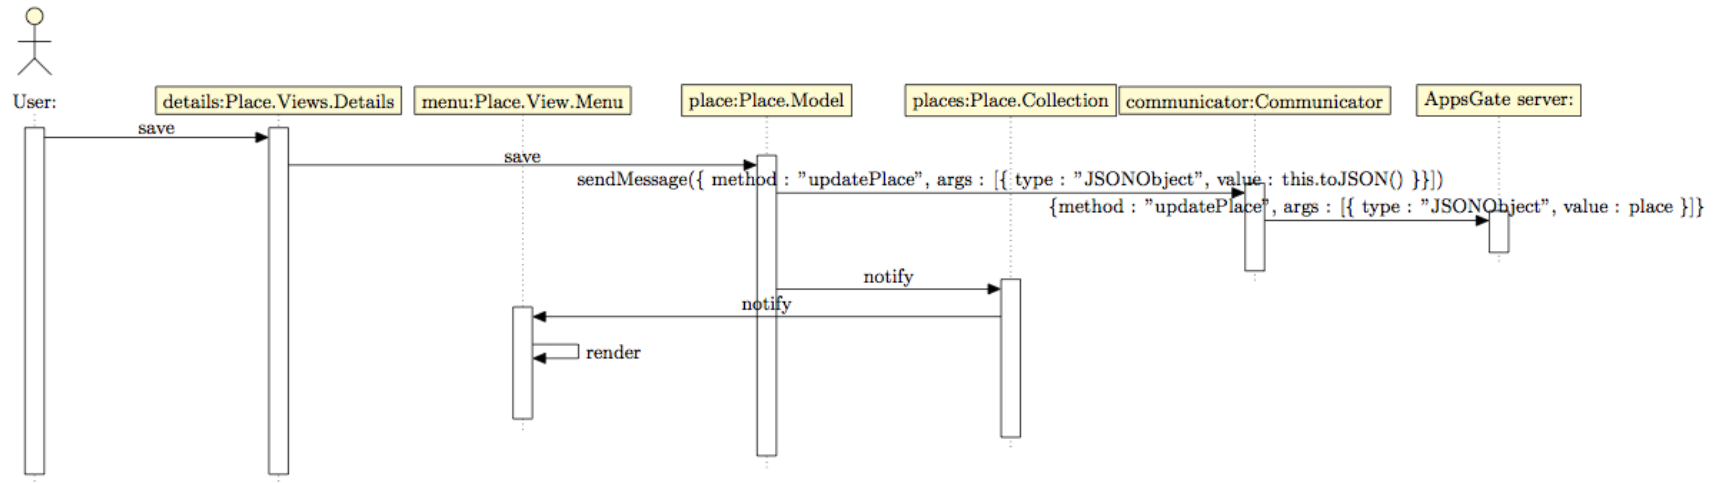 User:
details:Place.Views.Details
menu:Place.View.Menu
place:Place.Model
places:Place.Collection
communicator:Communicator
AppsGate server:
save
save
sendMessage({ method : "updatePlace", args : [{ type : "JSONObject", value : this.toJSON() }}])
{method : "updatePlace", args : [{ type : "JSONObject", value : place }]}
notify
notify
render